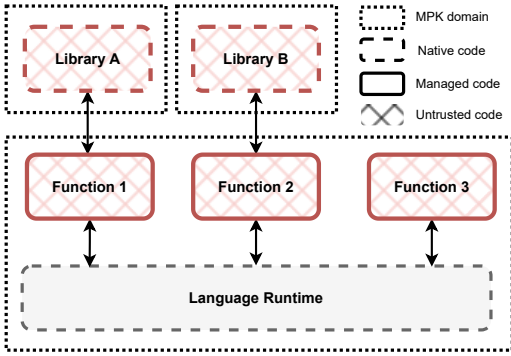 Library A
Library B
MPK domain
Native code
Managed code
Untrusted code
Function 1
Function 2
Function 3
Language Runtime